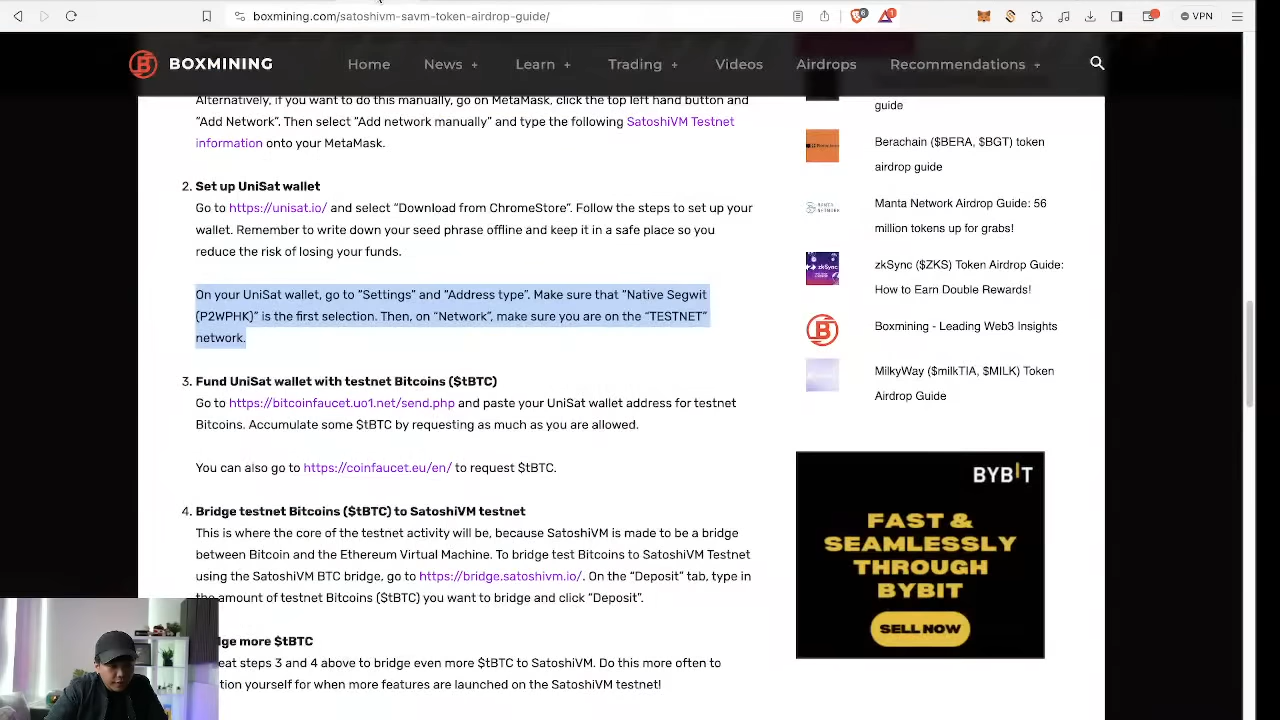 boxmining.com/satoshivm-savm-token-airdrop-guide/
6
1
VPN
BOXMINING
Home
News +
Learn +
Trading +
Videos
Airdrops
Recommendations +
Alternatively, if you want to do this manually, go on MetaMask, click the top left hand button and
"Add Network". Then select "Add network manually" and type the following SatoshiVM Testnet
information onto your MetaMask.
2. Set up UniSat wallet
Go to https://unisat.io/ and select "Download from ChromeStore". Follow the steps to set up your
wallet. Remember to write down your seed phrase offline and keep it in a safe place so you
reduce the risk of losing your funds.
On your UniSat wallet, go to "Settings" and "Address type". Make sure that "Native Segwit
(P2WPHK)" is the first selection. Then, on "Network", make sure you are on the "TESTNET"
network.
3. Fund UniSat wallet with testnet Bitcoins ($tBTC)
Go to https://bitcoinfaucet.uo1.net/send.php and paste your UniSat wallet address for testnet
Bitcoins. Accumulate some $tBTC by requesting as much as you are allowed.
You can also go to https://coinfaucet.eu/en/ to request $tBTC.
4. Bridge testnet Bitcoins ($tBTC) to SatoshiVM testnet
This is where the core of the testnet activity will be, because SatoshiVM is made to be a bridge
between Bitcoin and the Ethereum Virtual Machine. To bridge test Bitcoins to SatoshiVM Testnet
using the SatoshiVM BTC bridge, go to https://bridge.satoshivm.io/. On the "Deposit" tab, type in
the amount of testnet Bitcoins ($tBTC) you want to bridge and click "Deposit".
dge more $tBTC
eat steps 3 and 4 above to bridge even more $tBTC to SatoshiVM. Do this more often to
tion yourself for when more features are launched on the SatoshiVM testnet!
guide
Berachain ($BERA, $BGT) token
airdrop guide
Manta Network Airdrop Guide: 56
million tokens up for grabs!
zkSync ($ZKS) Token Airdrop Guide:
How to Earn Double Rewards!
Boxmining - Leading Web3 Insights
MilkyWay ($milkTIA, $MILK) Token
Airdrop Guide
BYBIT
FAST &
SEAMLESSLY
THROUGH
BYBIT
SELL NOW